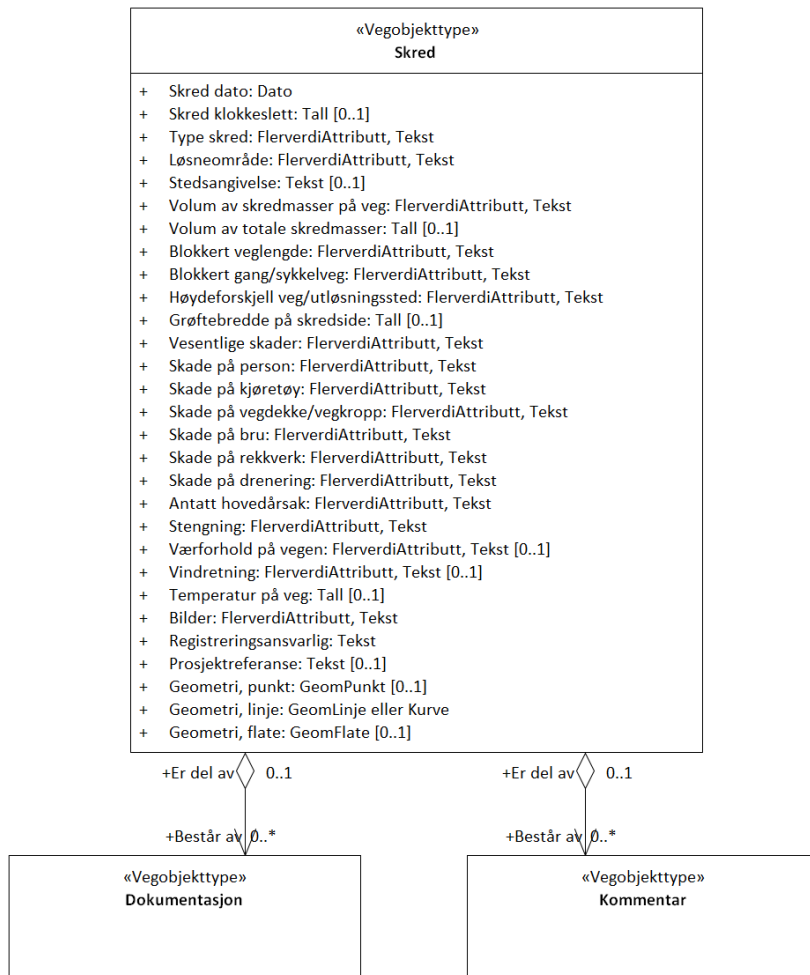 «Vegobjekttype»
Skred
+ Skred dato: Dato
+ Skred klokkeslett: Tall [0..1]
+ Type skred: FlerverdiAttributt, Tekst
+ Løsneområde: FlerverdiAttributt, Tekst
+ Stedsangivelse: Tekst [0..1]
+ Volum av skredmasser på veg: FlerverdiAttributt, Tekst
+ Volum av totale skredmasser: Tall [0..1]
+ Blokkert veglengde: FlerverdiAttributt, Tekst
+ Blokkert gang/sykkelveg: FlerverdiAttributt, Tekst
+ Høydeforskjell veg/utløsningssted: FlerverdiAttributt, Tekst
+ Grøftebredde på skredside: Tall [0..1]
+ Vesentlige skader: FlerverdiAttributt, Tekst
+ Skade på person: FlerverdiAttributt, Tekst
+ Skade på kjøretøy: FlerverdiAttributt, Tekst
+ Skade på vegdekke/vegkropp: FlerverdiAttributt, Tekst
+ Skade på bru: FlerverdiAttributt, Tekst
+ Skade på rekkverk: FlerverdiAttributt, Tekst
+ Skade på drenering: FlerverdiAttributt, Tekst
+ Antatt hovedårsak: FlerverdiAttributt, Tekst
+ Stengning: FlerverdiAttributt, Tekst
+ Værforhold på vegen: FlerverdiAttributt, Tekst [0..1]
+ Vindretning: FlerverdiAttributt, Tekst [0..1]
+ Temperatur på veg: Tall [0..1]
+ Bilder: FlerverdiAttributt, Tekst
+ Registreringsansvarlig: Tekst
+ Prosjektreferanse: Tekst [0..1]
+ Geometri, punkt: GeomPunkt [0..1]
+ Geometri, linje: GeomLinje eller Kurve
+ Geometri, flate: GeomFlate [0..1]
+Er del av 0..1 +Er del av 0..1
+Består av 0..* +Består av 0..*
«Vegobjekttype» «Vegobjekttype»
Dokumentasjon Kommentar